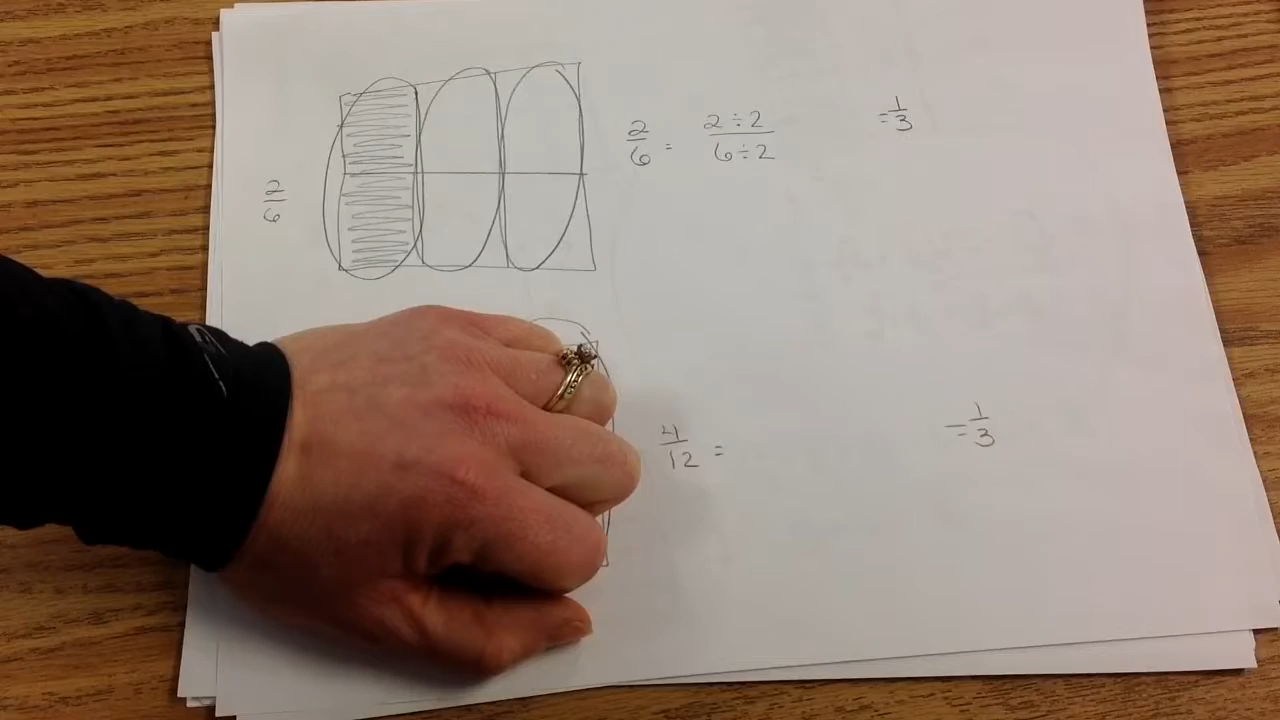 2/6
2/6 = 2÷2/6÷2 = 1/3
4/12 = = 1/3